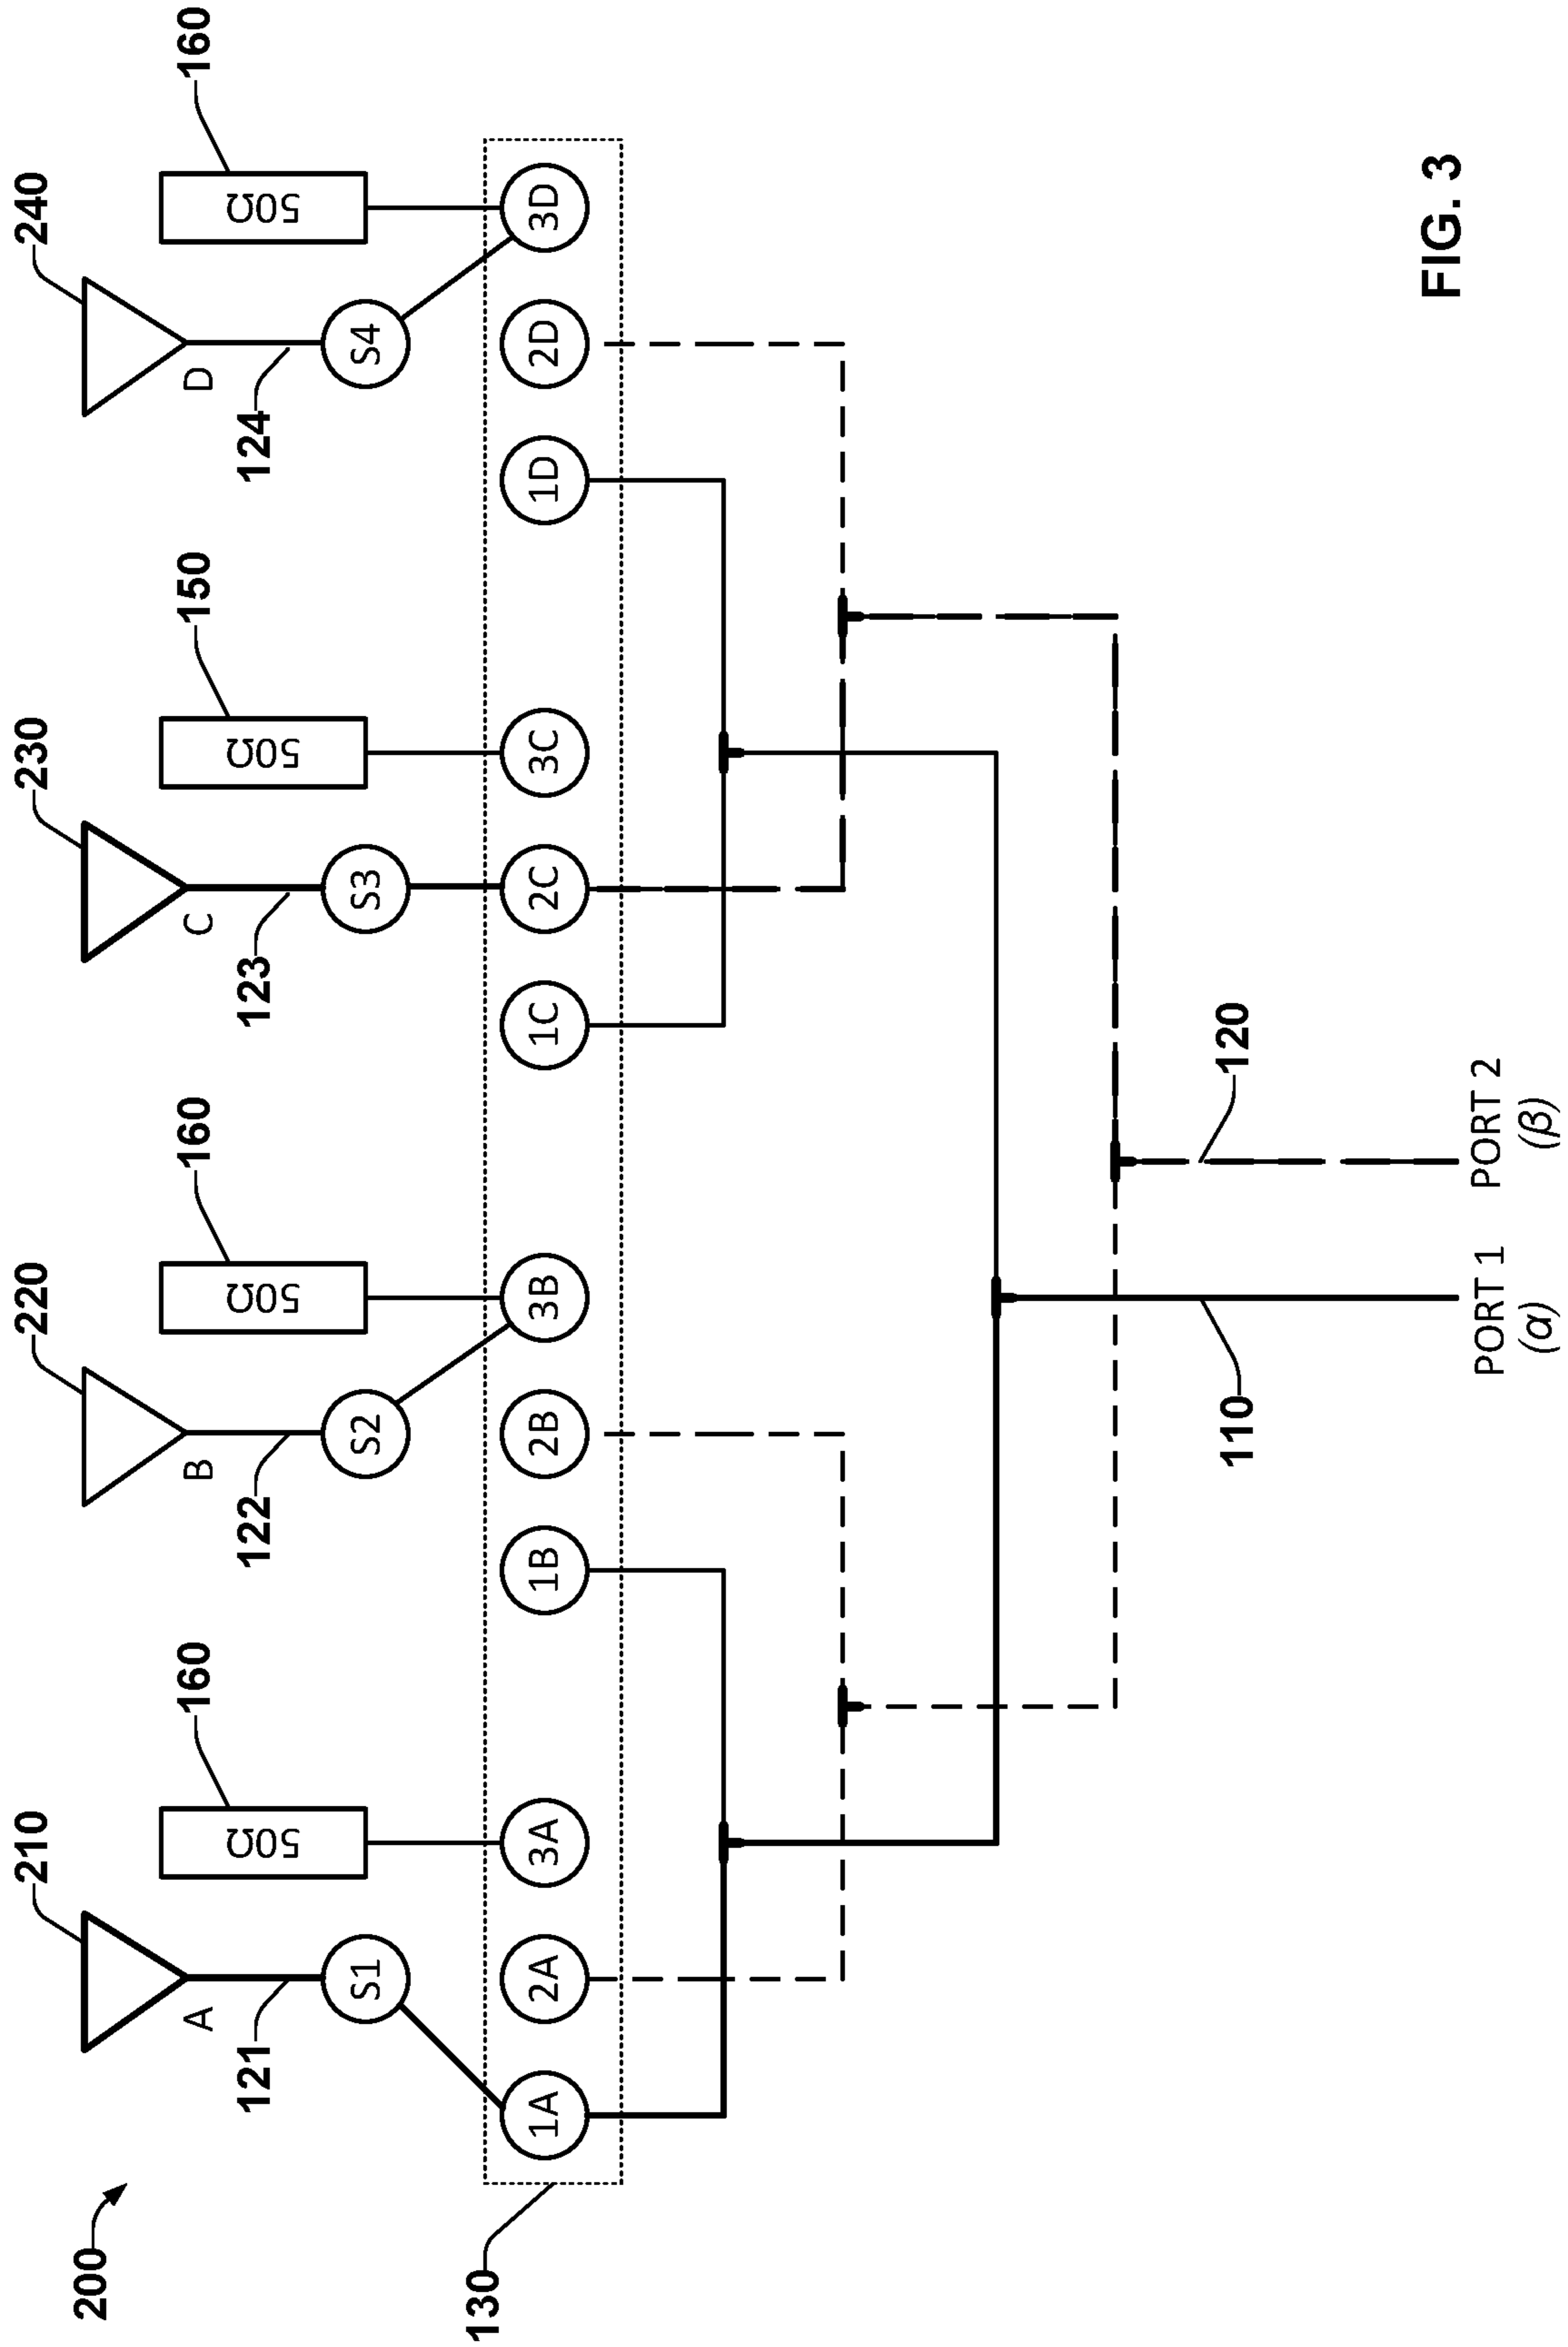 200
210
220
230
240
160
160
150
160
50Ω
50Ω
50Ω
50Ω
A
B
C
D
121
122
123
124
S1
S2
S3
S4
130
1A
2A
3A
1B
2B
3B
1C
2C
3C
1D
2D
3D
110
120
PORT 1
(α)
PORT 2
(β)
FIG. 3